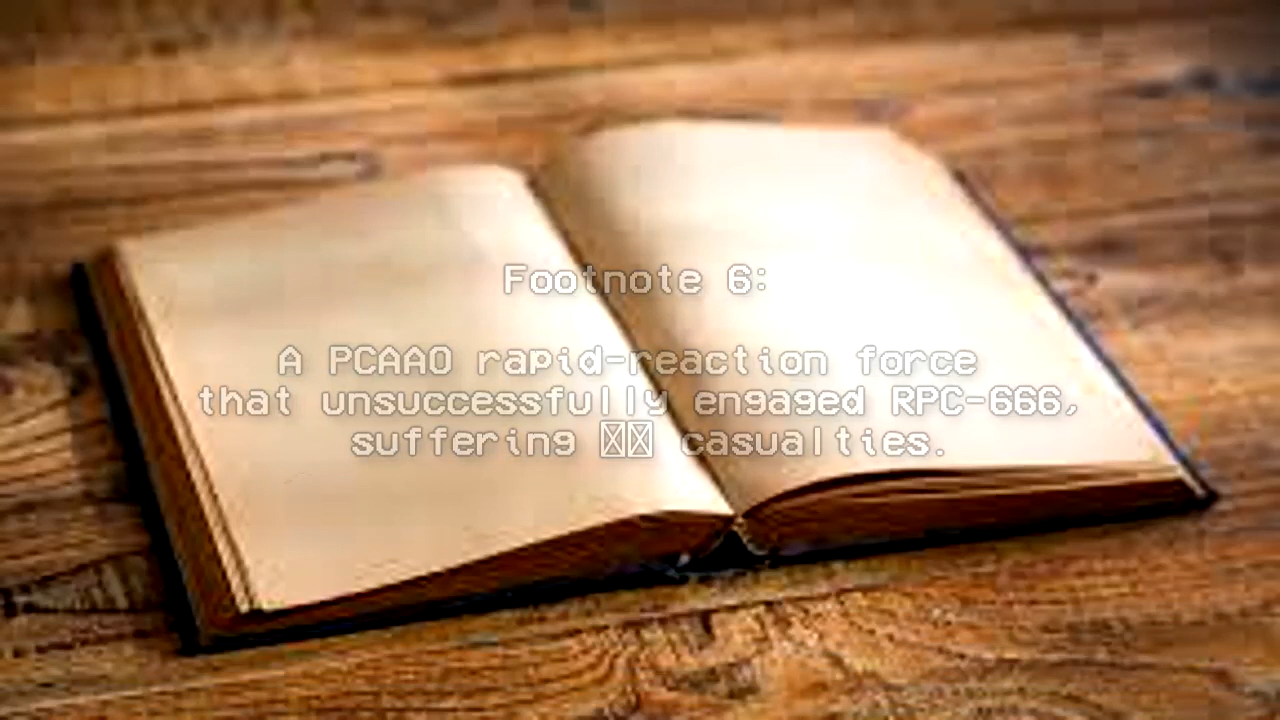 Footnote 6:
A PCAAO rapid-reaction force
that unsuccessfully engaged RPC-666,
suffering ☒☒ casualties.